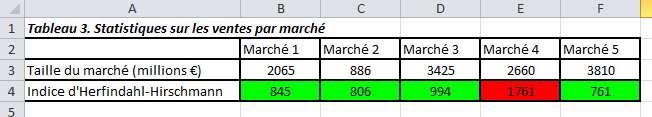 A B C D E F
1 Tableau 3. Statistiques sur les ventes par marché
2 Marché 1 Marché 2 Marché 3 Marché 4 Marché 5
3 Taille du marché (millions €) 2065 886 3425 2660 3810
4 Indice d'Herfindahl-Hirschmann 845 806 994 1761 761
5